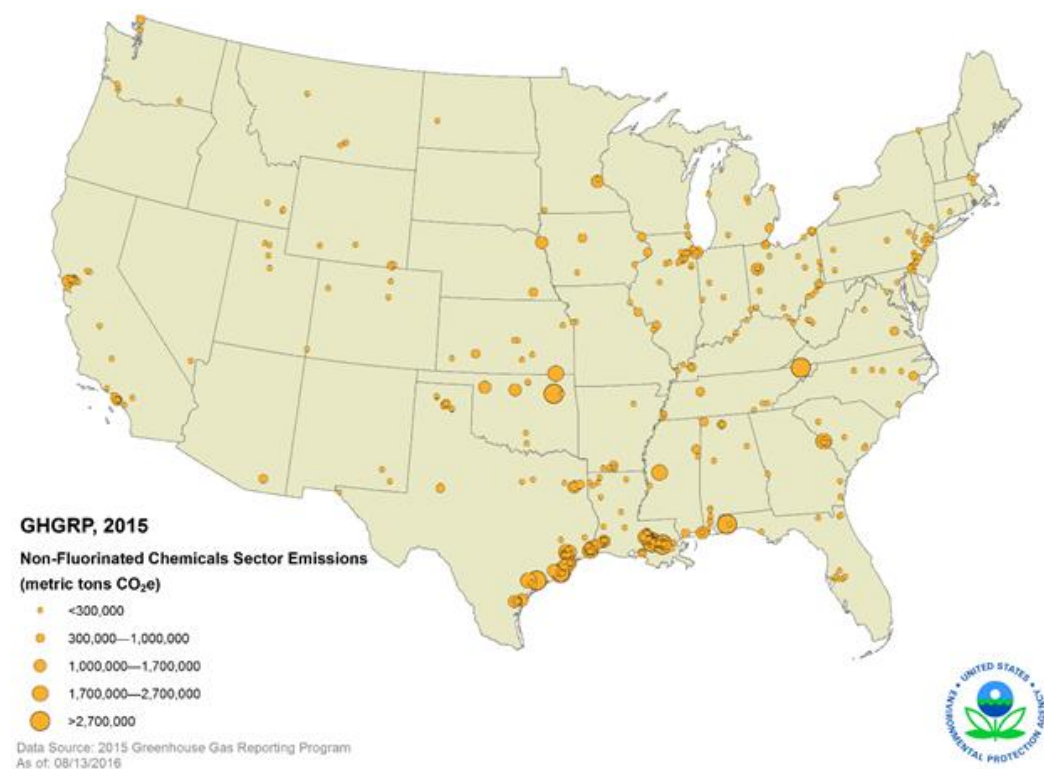 GHGRP, 2015
Non-Fluorinated Chemicals Sector Emissions
(metric tons CO₂e)
<300,000
300,000—1,000,000
1,000,000—1,700,000
1,700,000—2,700,000
>2,700,000
Data Source: 2015 Greenhouse Gas Reporting Program
As of: 08/13/2016
UNITED STATES
ENVIRONMENTAL PROTECTION AGENCY